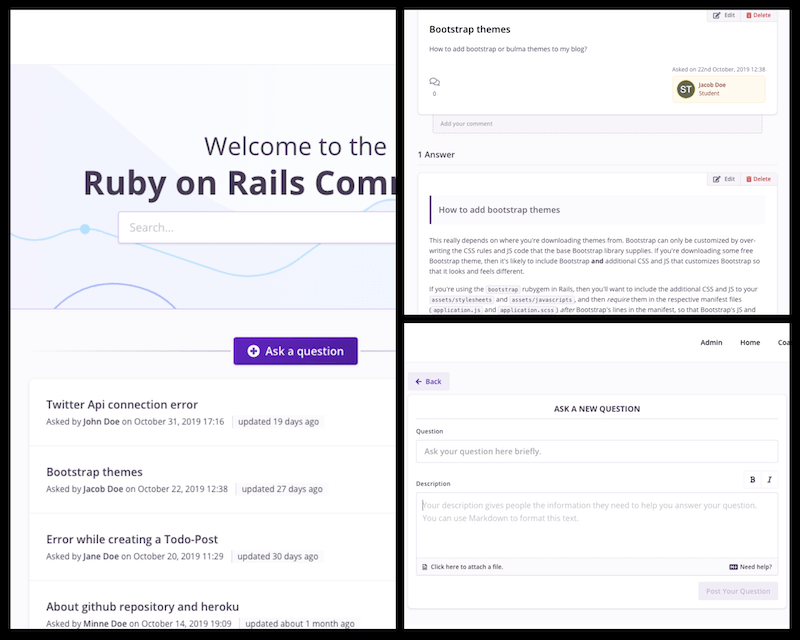 Welcome to the
Ruby on Rails Com
Search...
Ask a question
Twitter Api connection error
Asked by John Doe on October 31, 2019 17:16 updated 19 days ago
Bootstrap themes
Asked by Jacob Doe on October 22, 2019 12:38 updated 27 days ago
Error while creating a Todo-Post
Asked by Jane Doe on October 20, 2019 11:29 updated 30 days ago
About github repository and heroku
Asked by Minne Doe on October 14, 2019 19:09 updated about 1 month ago
Edit Delete
Bootstrap themes
How to add bootstrap or bulma themes to my blog?
Asked on 22nd October, 2019 12:38
0
ST
Jacob Doe
Student
Add your comment
1 Answer
Edit Delete
How to add bootstrap themes
This really depends on where you're downloading themes from. Bootstrap can only be customized by over-
writing the CSS rules and JS code that the base Bootstrap library supplies. If you're downloading some free
Bootstrap theme, then it's likely to include Bootstrap and additional CSS and JS that customizes Bootstrap so
that it looks and feels different.
If you're using the bootstrap rubygem in Rails, then you'll want to include the additional CSS and JS to your
assets/stylesheets and assets/javascripts, and then require them in the respective manifest files
(application.js and application.scss) after Bootstrap's lines in the manifest, so that Bootstrap's JS and
Admin Home Coa
Back
ASK A NEW QUESTION
Question
Ask your question here briefly.
Description
B I
Your description gives people the information they need to help you answer your question.
You can use Markdown to format this text.
Click here to attach a file. Need help?
Post Your Question